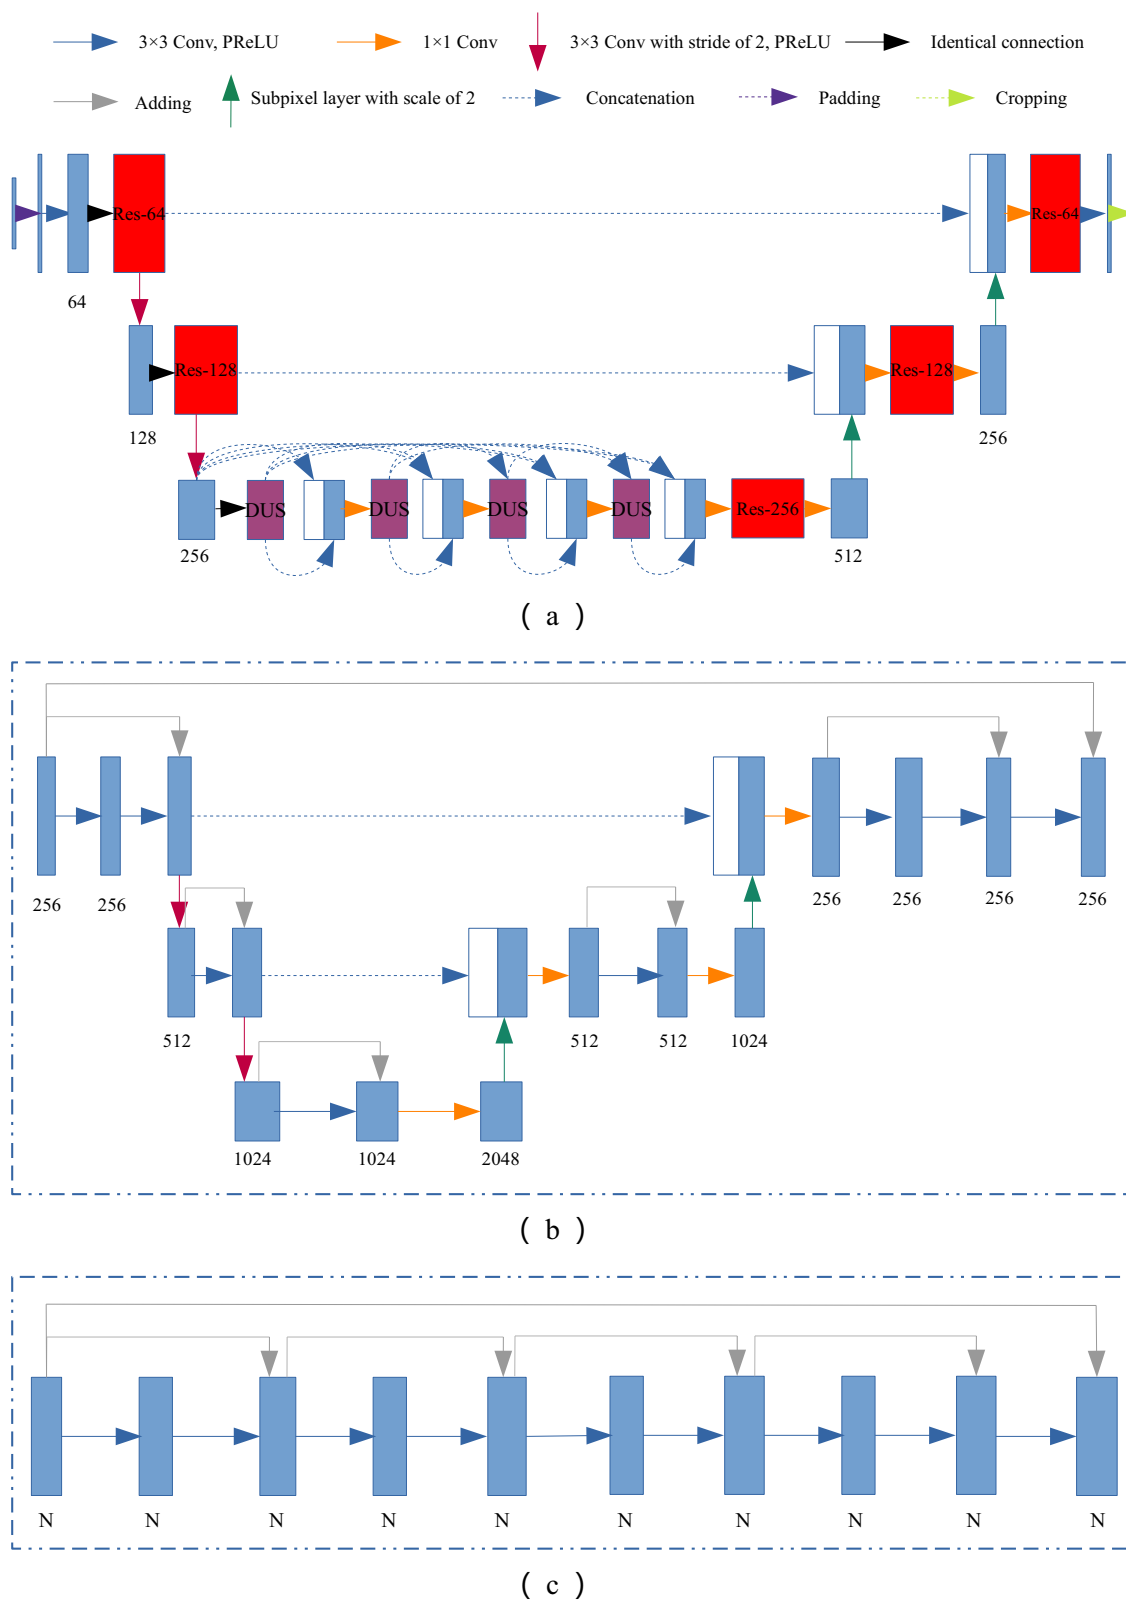 3×3 Conv, PReLU 1×1 Conv 3×3 Conv with stride of 2, PReLU Identical connection
Adding Subpixel layer with scale of 2 Concatenation Padding Cropping
Res-64 Res-64
64
Res-128 Res-128
128 256
DUS DUS DUS DUS Res-256
256 512
( a )
256 256 256 256 256 256
512 512 512 1024
1024 1024 2048
( b )
N N N N N N N N N N
( c )